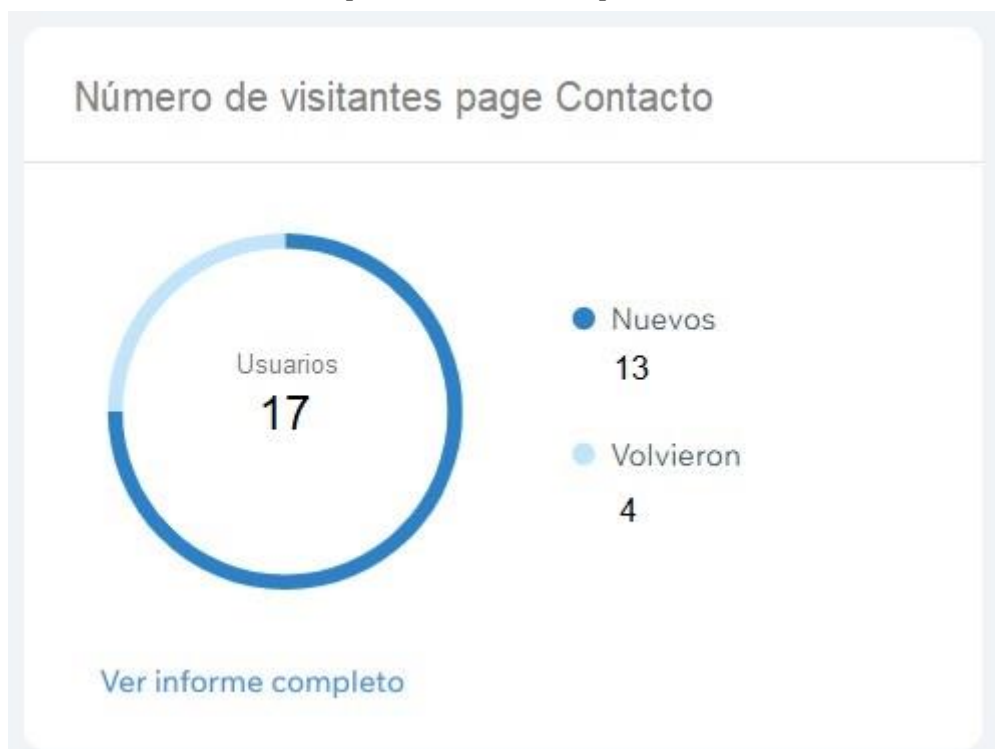 Número de visitantes page Contacto
Usuarios
17
Nuevos
13
Volvieron
4
Ver informe completo